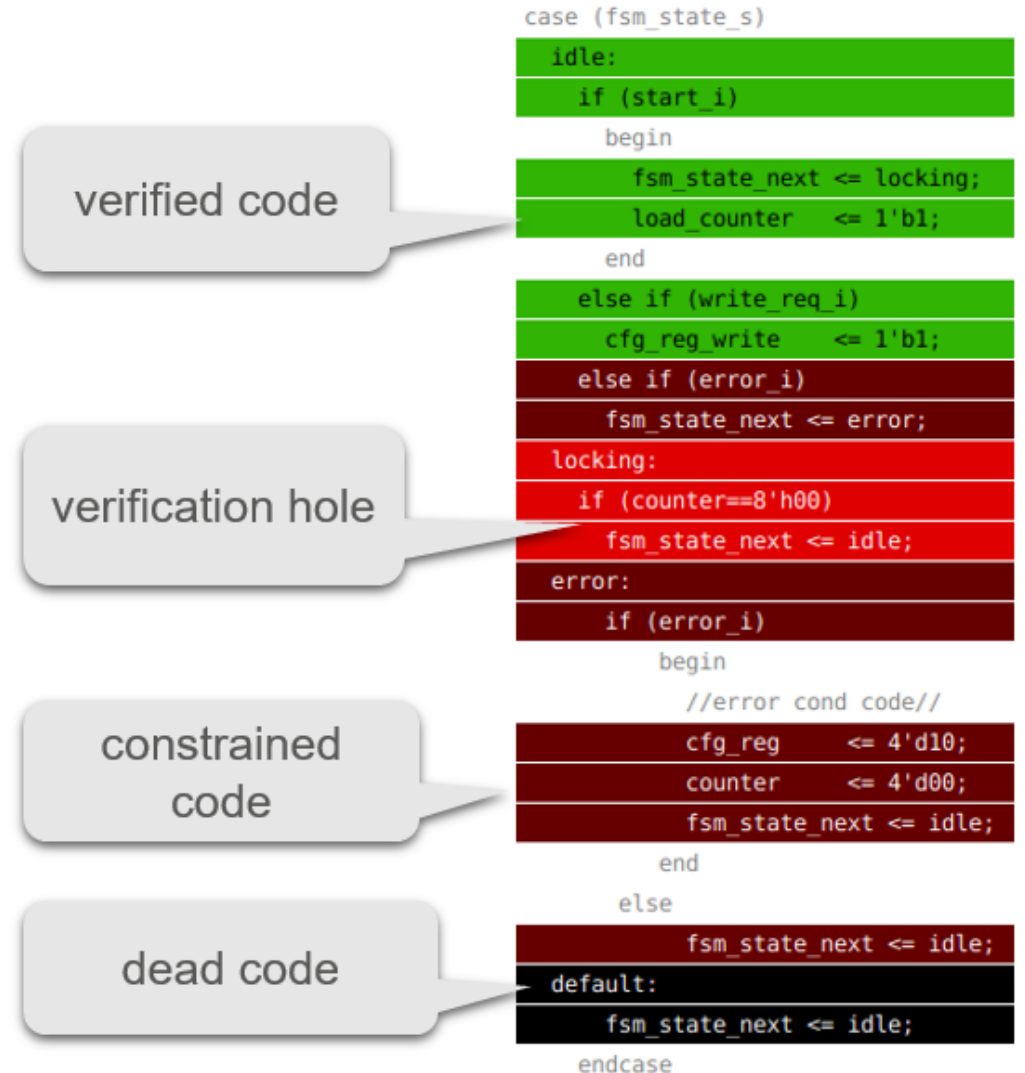 case (fsm_state_s)
idle:
if (start_i)
begin
verified code
fsm_state_next <= locking;
load_counter <= 1'b1;
end
else if (write_req_i)
cfg_reg_write <= 1'b1;
else if (error_i)
fsm_state_next <= error;
locking:
verification hole
if (counter==8'h00)
fsm_state_next <= idle;
error:
if (error_i)
begin
//error cond code//
constrained
code
cfg_reg <= 4'd10;
counter <= 4'd00;
fsm_state_next <= idle;
end
else
fsm_state_next <= idle;
dead code
default:
fsm_state_next <= idle;
endcase